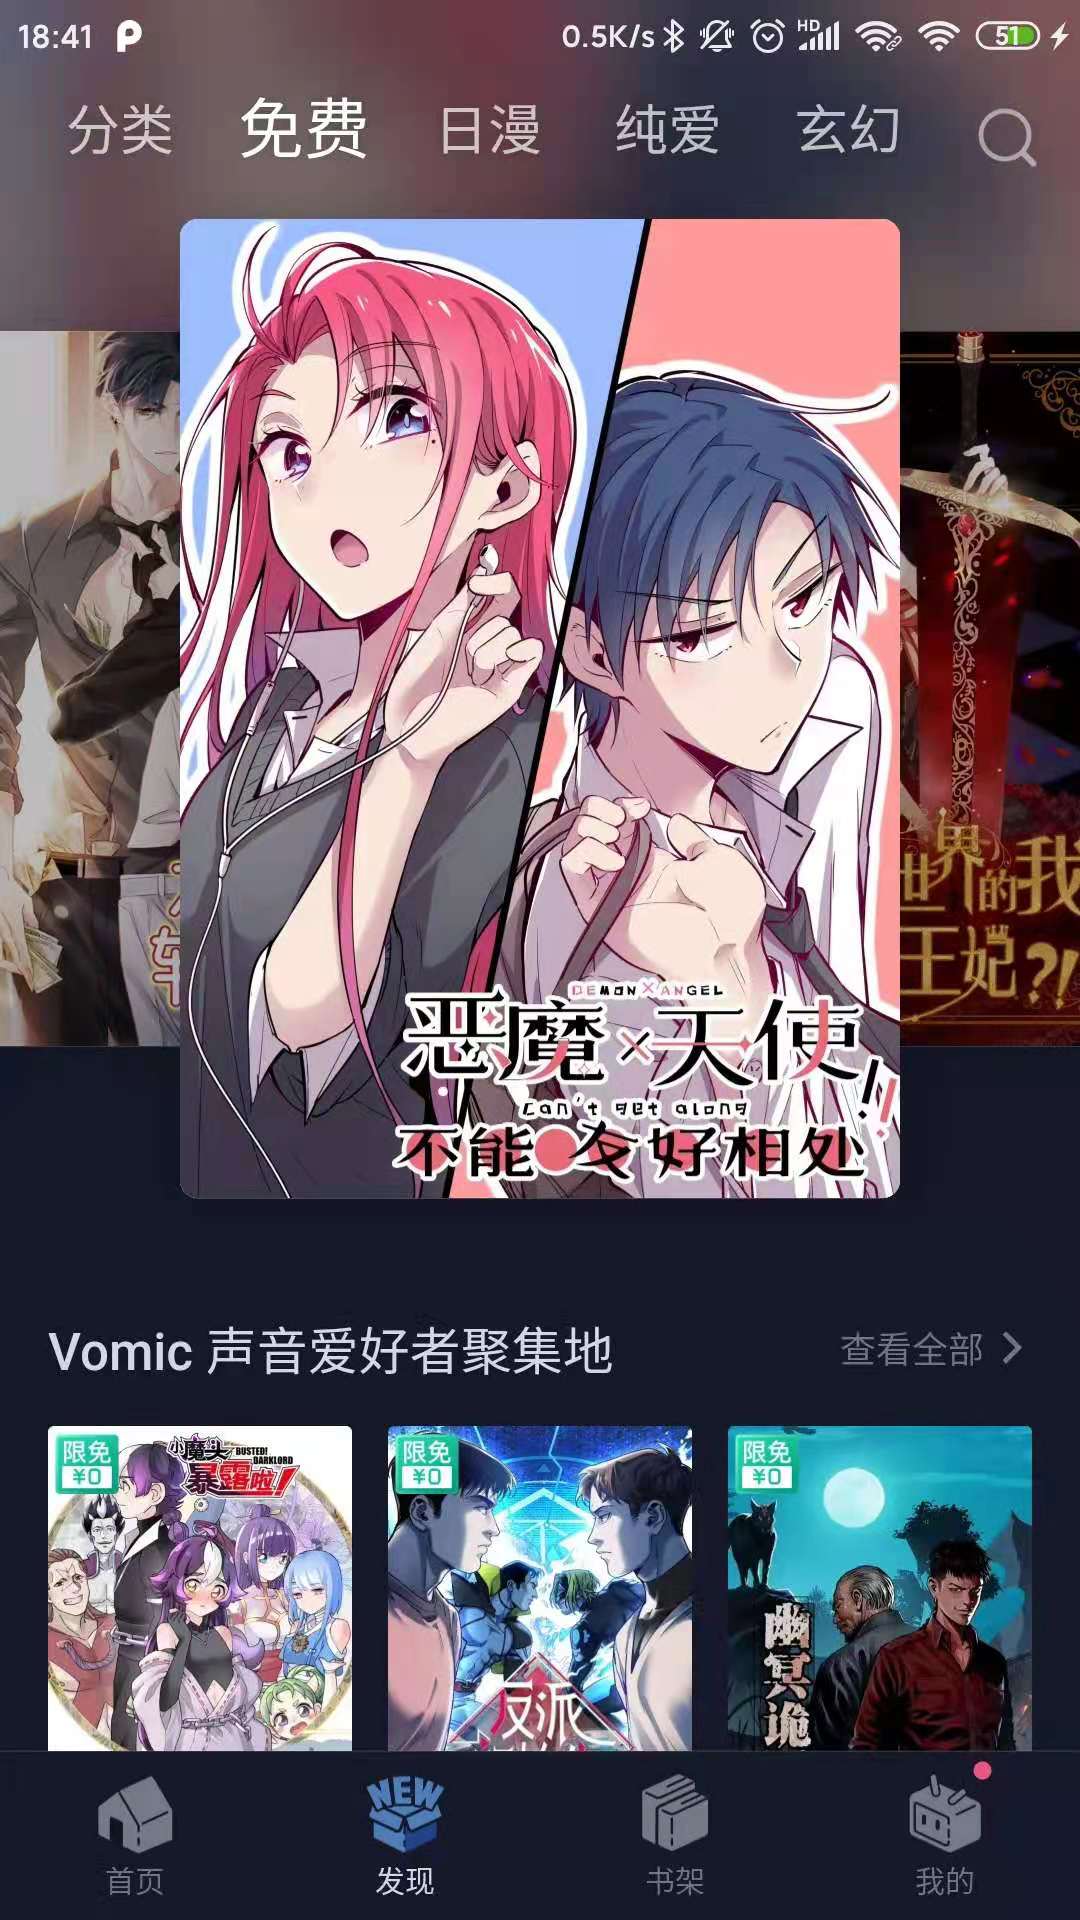 18:41 0.5K/s HD 51
分类 免费 日漫 纯爱 玄幻
世界的我
王妃?!
DEMON×ANGEL
恶魔×天使!!
can't get along
不能友好相处
Vomic 声音爱好者聚集地 查看全部
限免 ¥0
小魔头 BUSTED! DARKLORD
暴露啦!
限免 ¥0
反派
限免 ¥0
幽冥诡
首页 NEW 发现 书架 我的